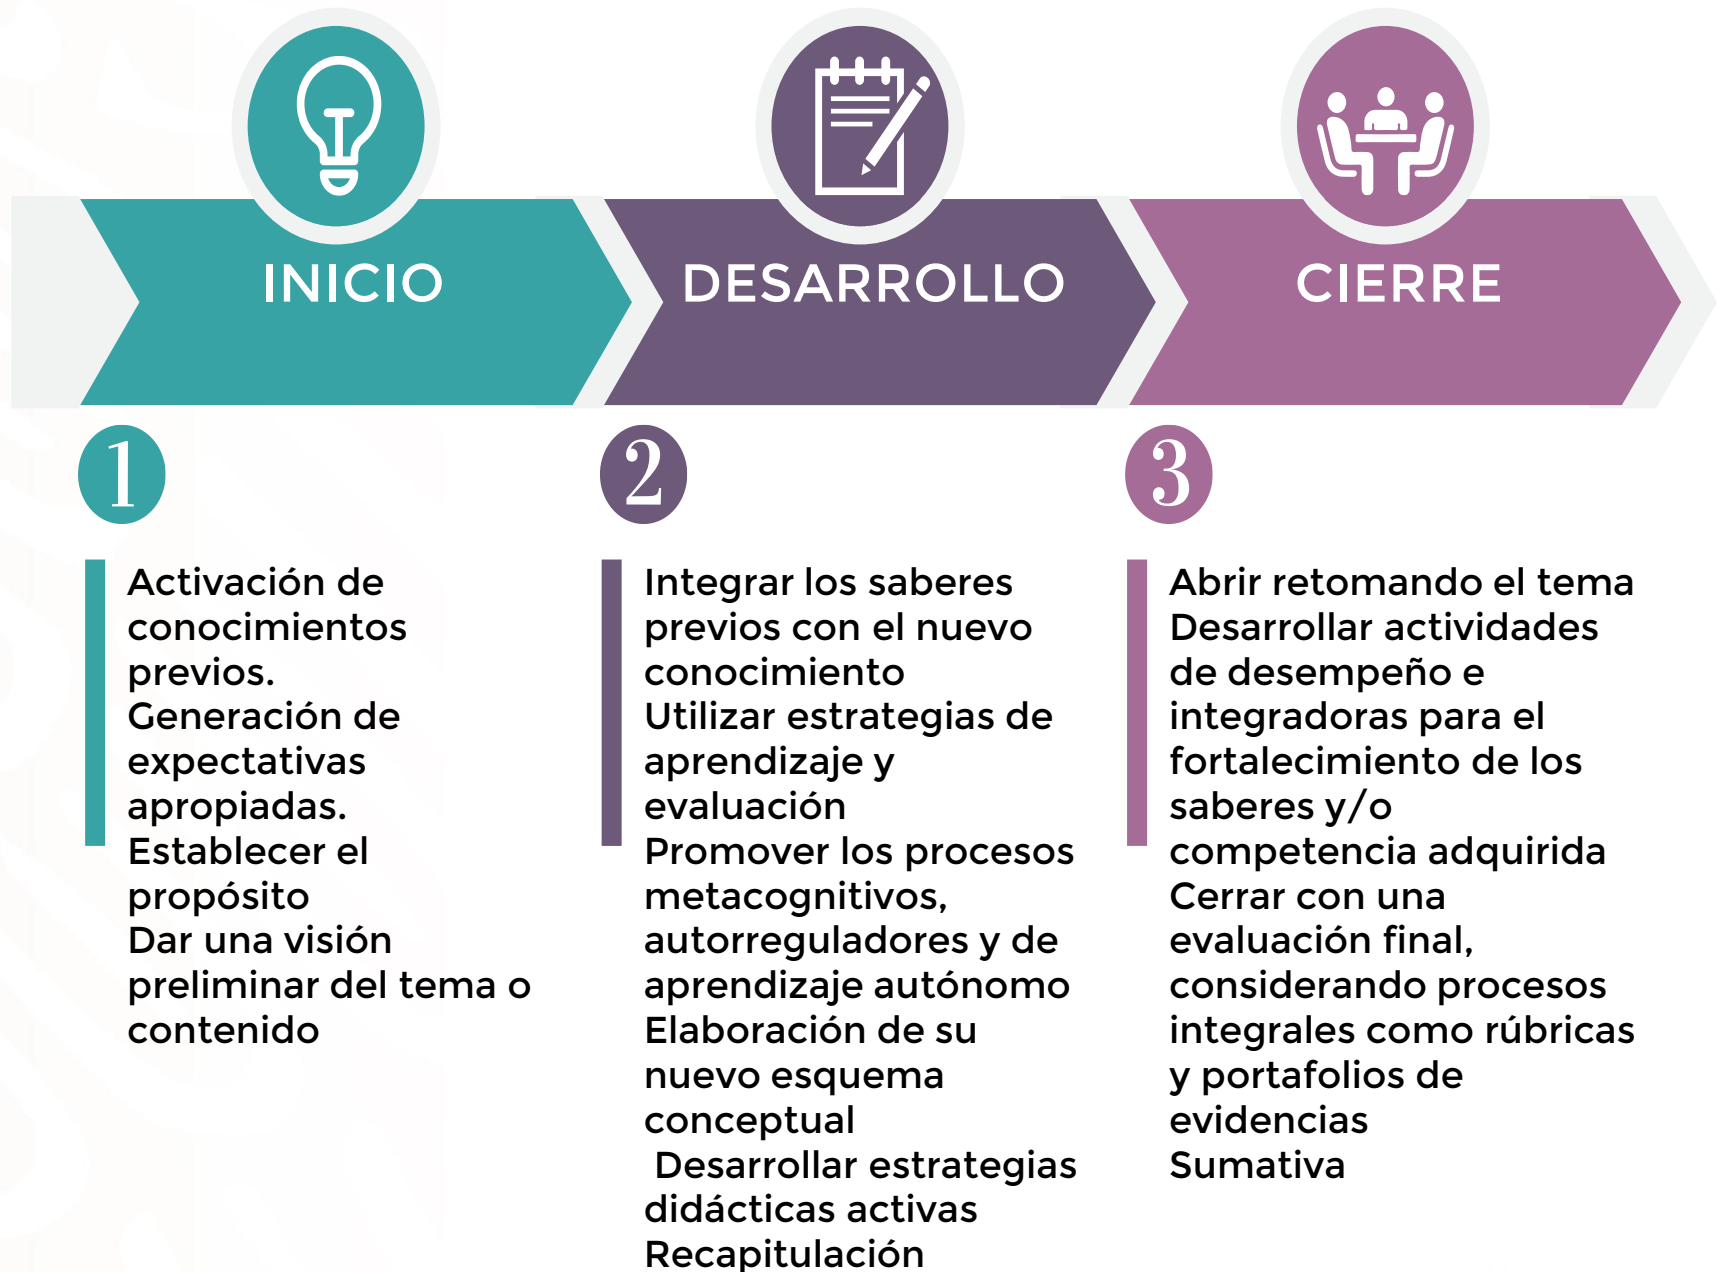 INICIO
DESARROLLO
CIERRE
1
Activación de
conocimientos
previos.
Generación de
expectativas
apropiadas.
Establecer el
propósito
Dar una visión
preliminar del tema o
contenido
2
Integrar los saberes
previos con el nuevo
conocimiento
Utilizar estrategias de
aprendizaje y
evaluación
Promover los procesos
metacognitivos,
autorreguladores y de
aprendizaje autónomo
Elaboración de su
nuevo esquema
conceptual
Desarrollar estrategias
didácticas activas
Recapitulación
3
Abrir retomando el tema
Desarrollar actividades
de desempeño e
integradoras para el
fortalecimiento de los
saberes y/o
competencia adquirida
Cerrar con una
evaluación final,
considerando procesos
integrales como rúbricas
y portafolios de
evidencias
Sumativa